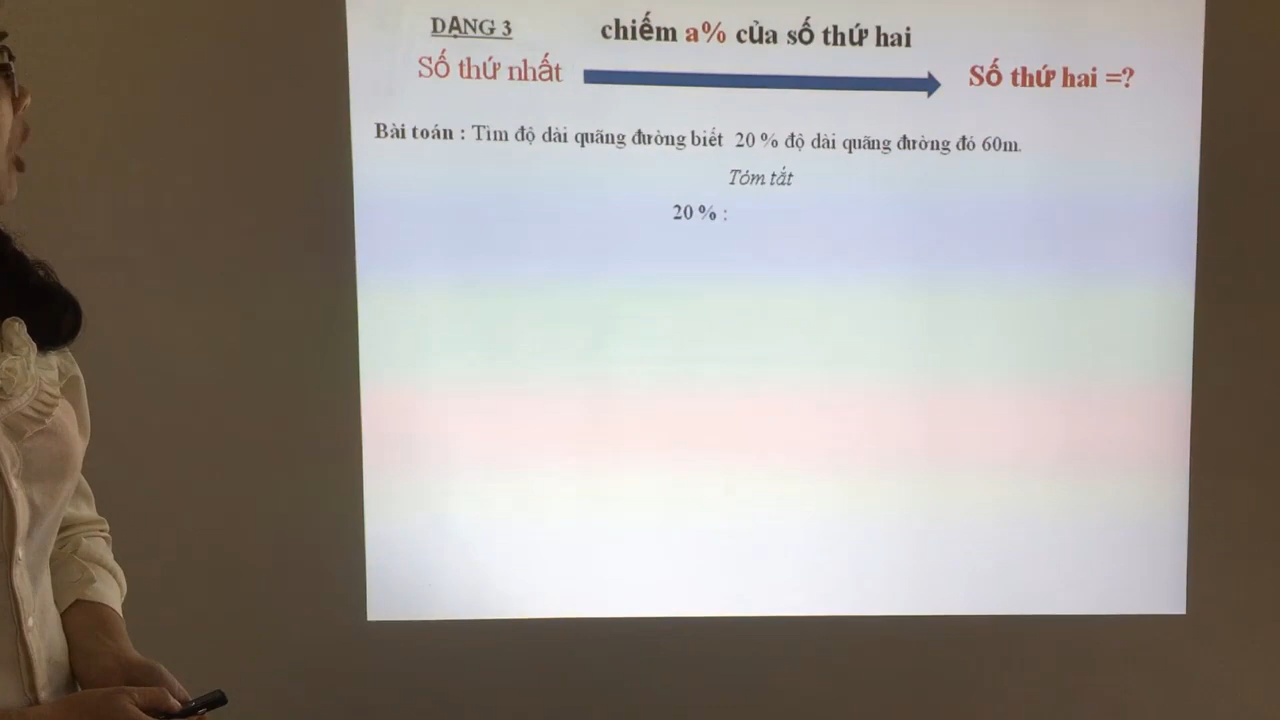 DẠNG 3
chiếm a% của số thứ hai
Số thứ nhất
Số thứ hai =?
Bài toán : Tìm độ dài quãng đường biết 20 % độ dài quãng đường đó 60m.
Tóm tắt
20 % :